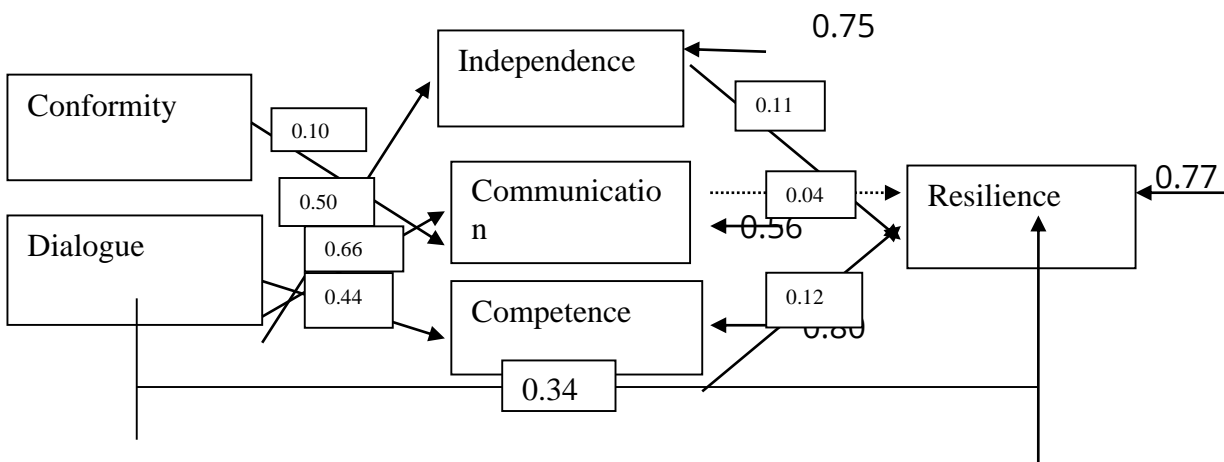 0.75
Independence
Conformity
0.11
0.10
Communicatio
n
0.77
0.04
Resilience
0.50
0.56
Dialogue
0.66
0.44
0.12
Competence
0.80
0.34